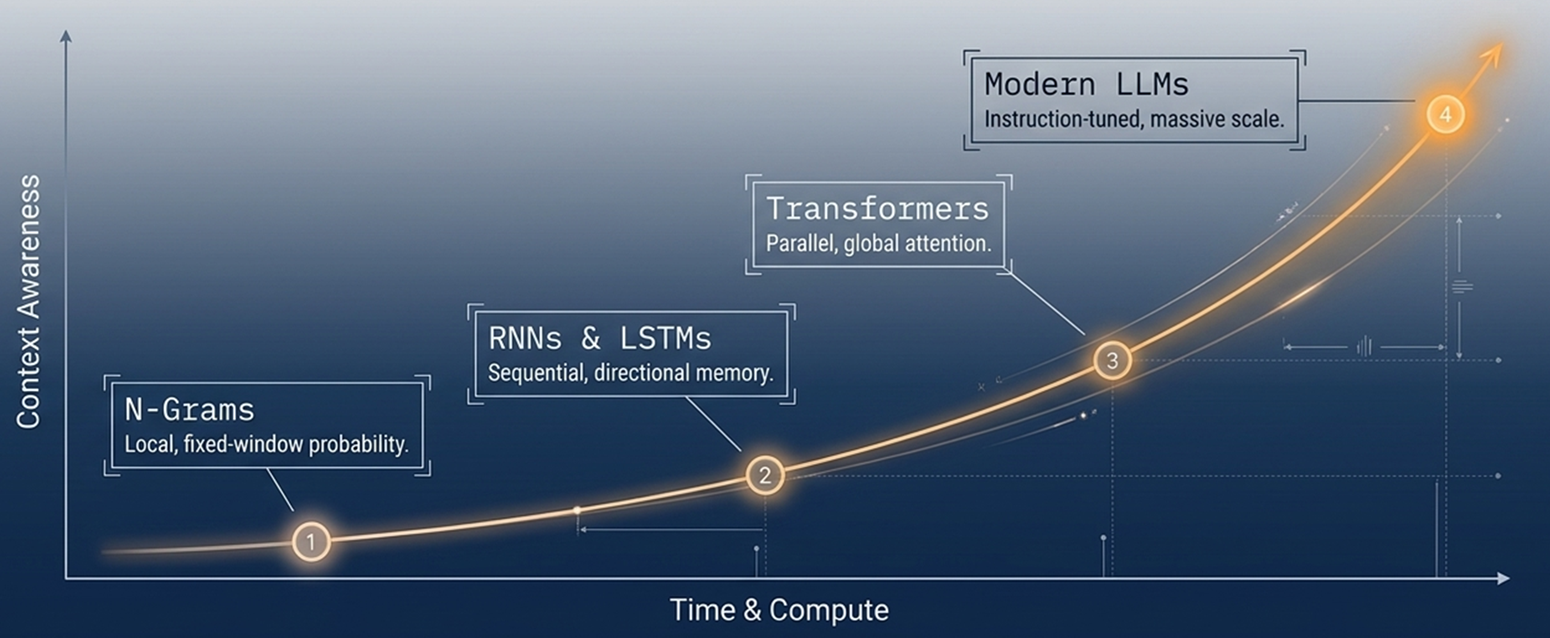 Modern LLMs
Instruction-tuned, massive scale.
4
Transformers
Parallel, global attention.
3
RNNs & LSTMs
Sequential, directional memory.
2
N-Grams
Local, fixed-window probability.
1
Context Awareness
Time & Compute